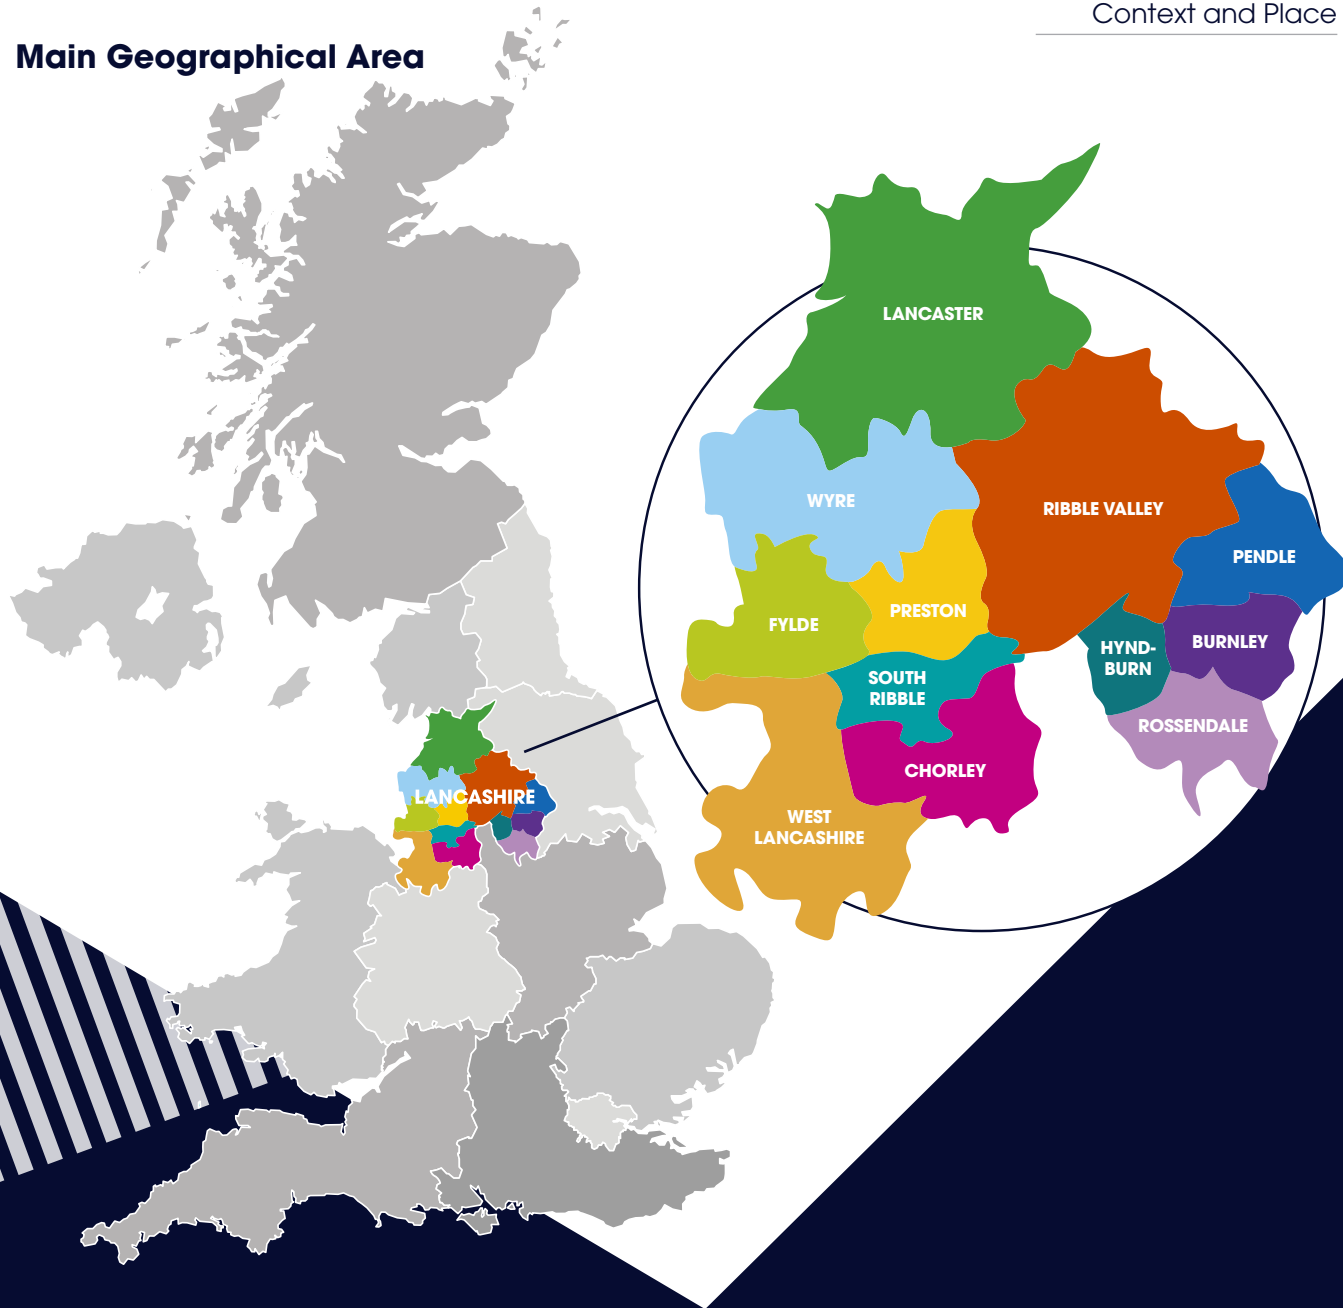 Context and Place
Main Geographical Area
LANCASTER
WYRE
RIBBLE VALLEY
PENDLE
PRESTON
FYLDE
BURNLEY
HYND-
BURN
SOUTH
RIBBLE
ROSSENDALE
CHORLEY
LANCASHIRE
WEST
LANCASHIRE